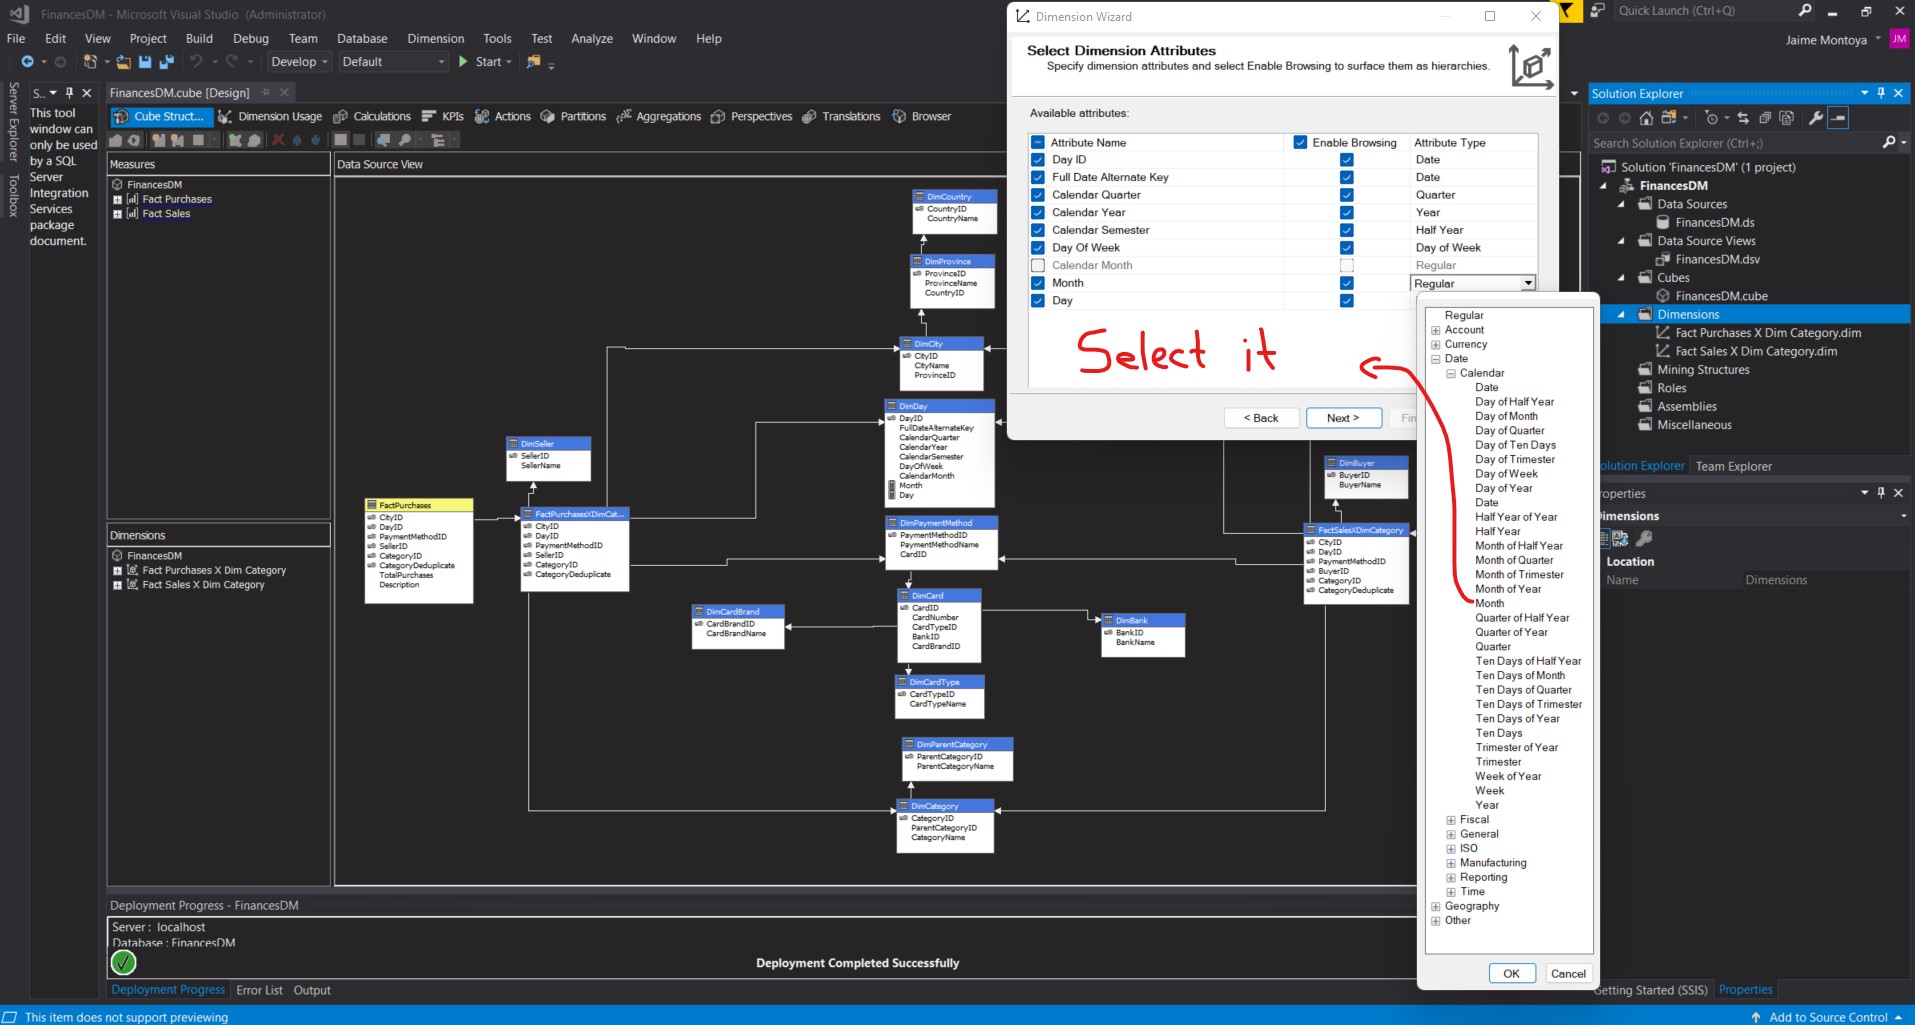 FinancesDM - Microsoft Visual Studio (Administrator)
Quick Launch (Ctrl+Q)
File Edit View Project Build Debug Team Database Dimension Tools Test Analyze Window Help
Jaime Montoya JM
Develop Default Start
Server Explorer
Toolbox
S..
This tool
window can
only be used
by a SQL
Server
Integration
Services
package
document.
FinancesDM.cube [Design]
Cube Struct... Dimension Usage Calculations KPIs Actions Partitions Aggregations Perspectives Translations Browser
Measures
FinancesDM
Fact Purchases
Fact Sales
Dimensions
FinancesDM
Fact Purchases X Dim Category
Fact Sales X Dim Category
Data Source View
DimCountry
CountryID
CountryName
DimProvince
ProvinceID
ProvinceName
CountryID
DimCity
CityID
CityName
ProvinceID
DimDay
DayID
FullDateAlternateKey
CalendarQuarter
CalendarYear
CalendarSemester
DayOfWeek
CalendarMonth
Month
Day
DimSeller
SellerID
SellerName
FactPurchases
CityID
DayID
PaymentMethodID
SellerID
CategoryID
CategoryDeduplicate
TotalPurchases
Description
FactPurchasesXDimCat...
CityID
DayID
PaymentMethodID
SellerID
CategoryID
CategoryDeduplicate
DimPaymentMethod
PaymentMethodID
PaymentMethodName
CardID
DimCard
CardID
CardNumber
CardTypeID
BankID
CardBrandID
DimCardBrand
CardBrandID
CardBrandName
DimBank
BankID
BankName
DimCardType
CardTypeID
CardTypeName
DimParentCategory
ParentCategoryID
ParentCategoryName
DimCategory
CategoryID
ParentCategoryID
CategoryName
DimBuyer
BuyerID
BuyerName
FactSalesXDimCategory
CityID
DayID
PaymentMethodID
BuyerID
CategoryID
CategoryDeduplicate
Dimension Wizard
Select Dimension Attributes
Specify dimension attributes and select Enable Browsing to surface them as hierarchies.
Available attributes:
Attribute Name Enable Browsing Attribute Type
Day ID Date
Full Date Alternate Key Date
Calendar Quarter Quarter
Calendar Year Year
Calendar Semester Half Year
Day Of Week Day of Week
Calendar Month Regular
Month Regular
Day
Select it
< Back Next > Fin
Regular
Account
Currency
Date
Calendar
Date
Day of Half Year
Day of Month
Day of Quarter
Day of Ten Days
Day of Trimester
Day of Week
Day of Year
Date
Half Year of Year
Half Year
Month of Half Year
Month of Quarter
Month of Trimester
Month of Year
Month
Quarter of Half Year
Quarter of Year
Quarter
Ten Days of Half Year
Ten Days of Month
Ten Days of Quarter
Ten Days of Trimester
Ten Days of Year
Ten Days
Trimester of Year
Trimester
Week of Year
Week
Year
Fiscal
General
ISO
Manufacturing
Reporting
Time
Geography
Other
OK Cancel
Solution Explorer
Search Solution Explorer (Ctrl+;)
Solution 'FinancesDM' (1 project)
FinancesDM
Data Sources
FinancesDM.ds
Data Source Views
FinancesDM.dsv
Cubes
FinancesDM.cube
Dimensions
Fact Purchases X Dim Category.dim
Fact Sales X Dim Category.dim
Mining Structures
Roles
Assemblies
Miscellaneous
olution Explorer Team Explorer
roperties
Dimensions
Location
Name Dimensions
Getting Started (SSIS) Properties
Deployment Progress - FinancesDM
Server : localhost
Database : FinancesDM
Deployment Completed Successfully
Deployment Progress Error List Output
This item does not support previewing
Add to Source Control